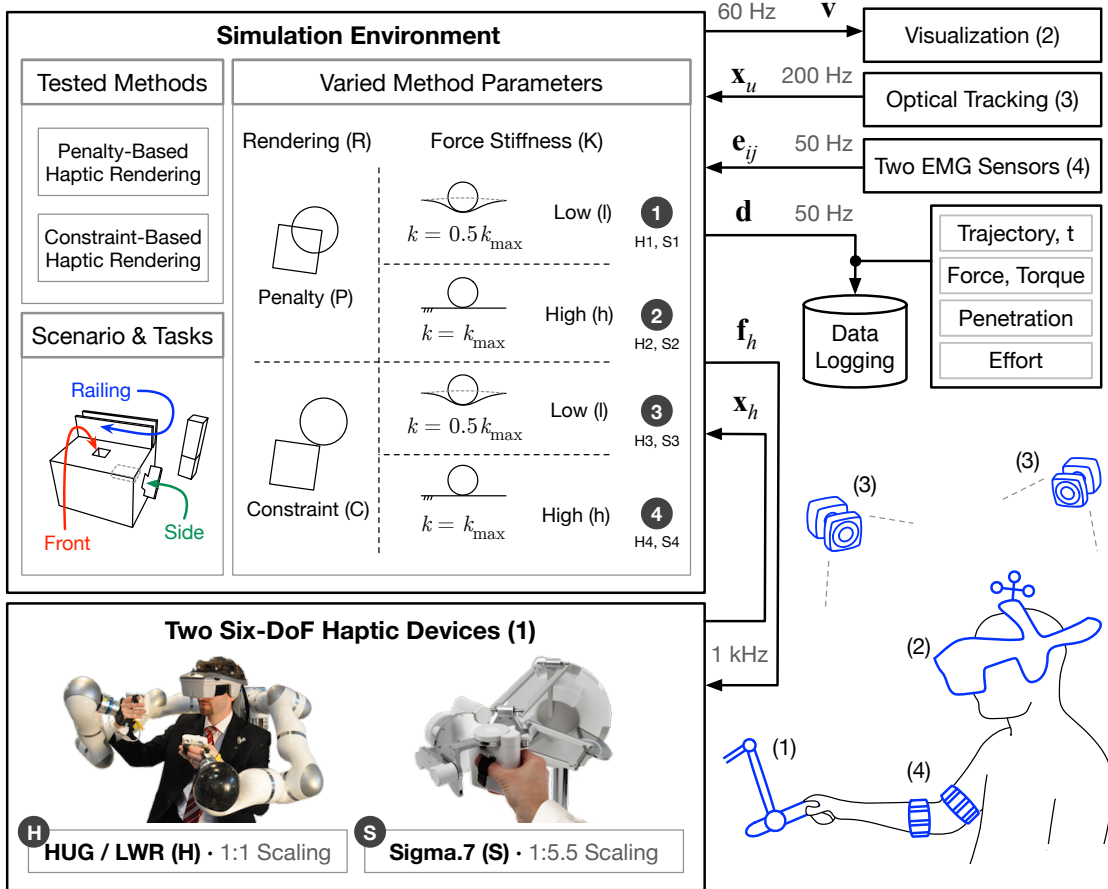 Simulation Environment
Tested Methods
Penalty-Based
Haptic Rendering
Constraint-Based
Haptic Rendering
Scenario & Tasks
Railing
Front
Side
Varied Method Parameters
Rendering (R)
Force Stiffness (K)
Penalty (P)
Low (l)
k = 0.5 k_max
1
H1, S1
High (h)
k = k_max
2
H2, S2
Constraint (C)
Low (l)
k = 0.5 k_max
3
H3, S3
High (h)
k = k_max
4
H4, S4
60 Hz
v
Visualization (2)
x_u
200 Hz
Optical Tracking (3)
e_ij
50 Hz
Two EMG Sensors (4)
d
50 Hz
Data
Logging
Trajectory, t
Force, Torque
Penetration
Effort
f_h
x_h
1 kHz
Two Six-DoF Haptic Devices (1)
H
HUG / LWR (H) · 1:1 Scaling
S
Sigma.7 (S) · 1:5.5 Scaling
(3)
(3)
(2)
(1)
(4)